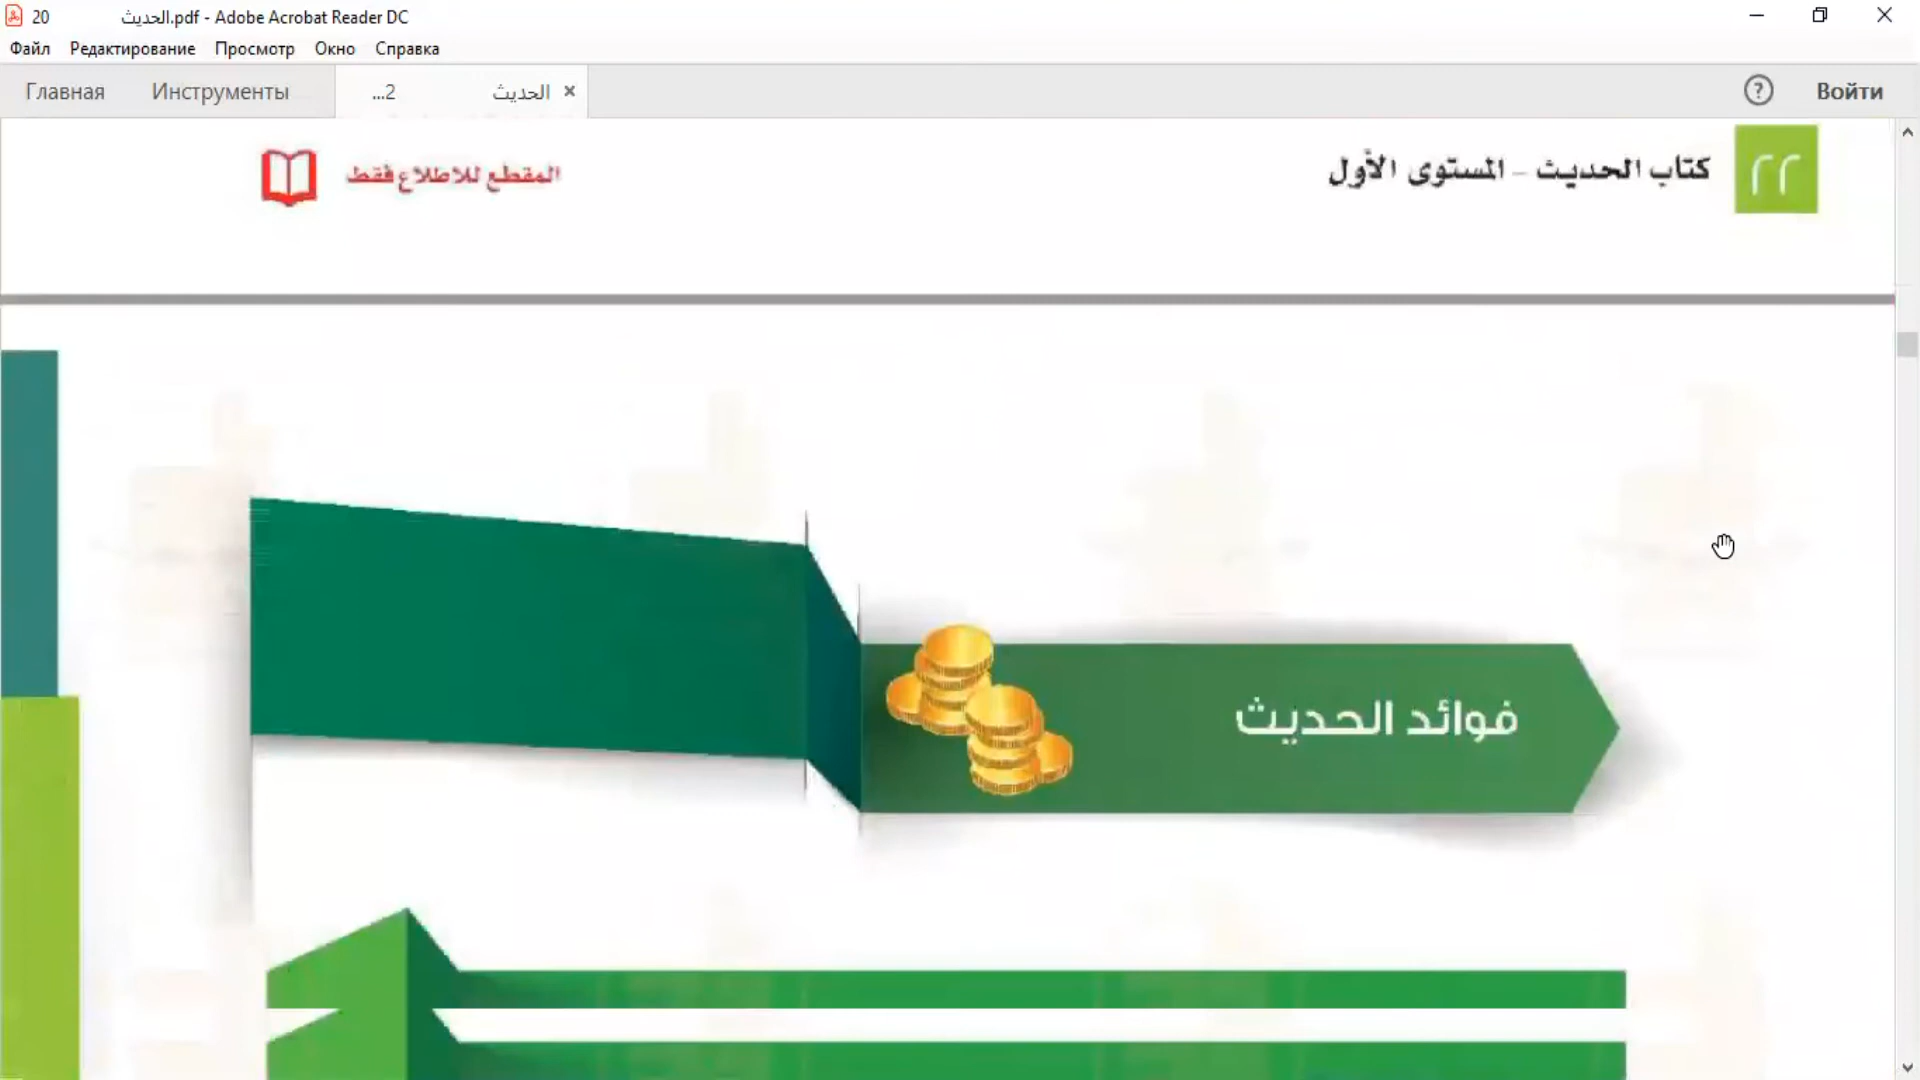 20 الحديث.pdf - Adobe Acrobat Reader DC
Файл Редактирование Просмотр Окно Справка
Главная Инструменты الحديث ...2 Войти
كتاب الحديث – المستوى الأول ٢٢
المقطع للاطلاع فقط
فوائد الحديث